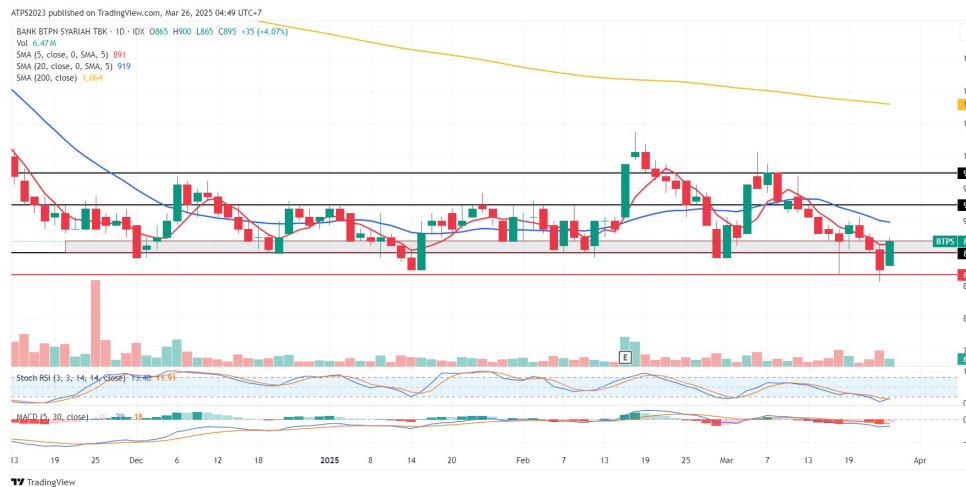 ATPS2023 published on TradingView.com, Mar 26, 2025 04:49 UTC+7
BANK BTPN SYARIAH TBK · 1D · IDX O865 H900 L865 C895 +35 (+4.07%)
Vol 6.47M
SMA (5, close, 0, SMA, 5) 891
SMA (20, close, 0, SMA, 5) 919
SMA (200, close) 1,064
BTPS
E
Stoch RSI (3, 3, 14, 14, close) 13.48 11.91
MACD (5, 30, close) -10 -29 -18
13 19 25 Dec 6 12 18 2025 8 14 20 Feb 7 13 19 25 Mar 7 13 19 Apr
TradingView